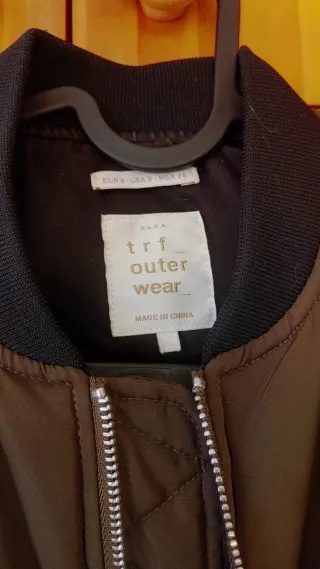 EUR S · USA S · MEX 26
ZARA
trf_
outer
wear_
MADE IN CHINA